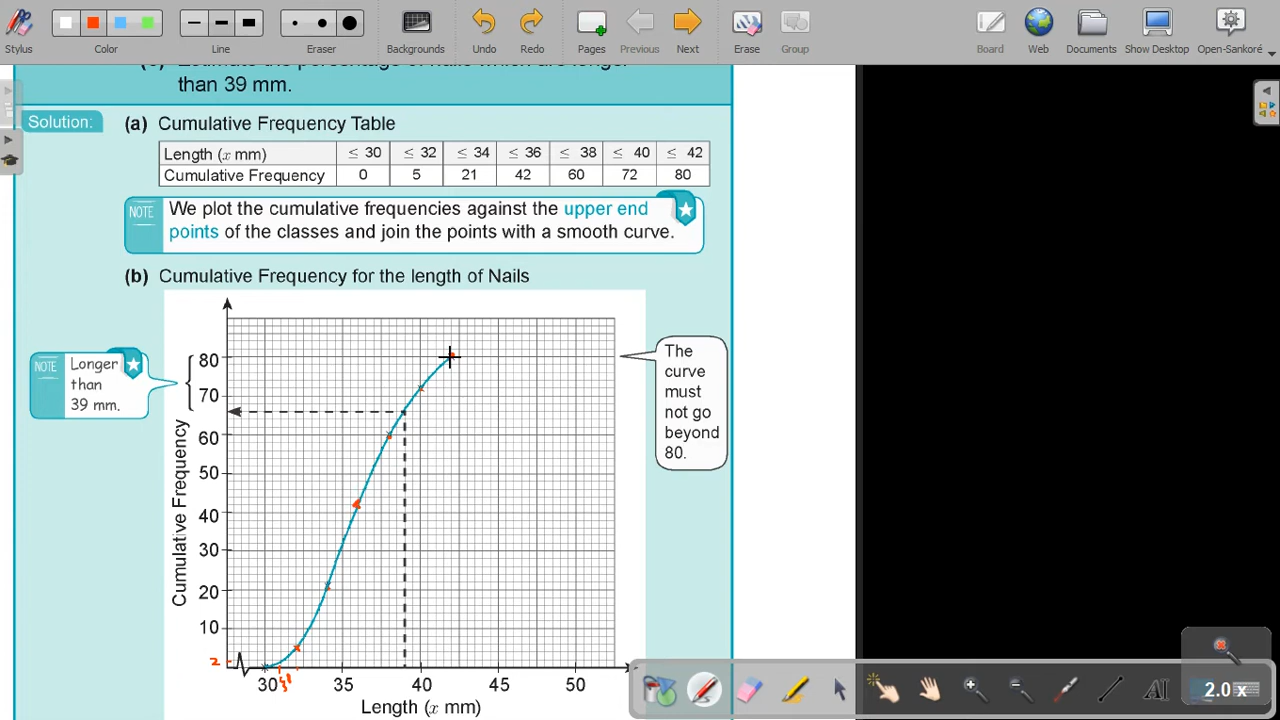 Stylus
Color
Line
Eraser
Backgrounds
Undo
Redo
Pages
Previous
Next
Erase
Group
Board
Web
Documents
Show Desktop
Open-Sankoré
than 39 mm.
Solution:
(a) Cumulative Frequency Table
Length (x mm) ≤ 30 ≤ 32 ≤ 34 ≤ 36 ≤ 38 ≤ 40 ≤ 42
Cumulative Frequency 0 5 21 42 60 72 80
NOTE
We plot the cumulative frequencies against the upper end
points of the classes and join the points with a smooth curve.
(b) Cumulative Frequency for the length of Nails
NOTE
Longer
than
39 mm.
80
70
60
50
40
30
20
10
2
Cumulative Frequency
30 35 40 45 50
31
Length (x mm)
The
curve
must
not go
beyond
80.
2.0 x